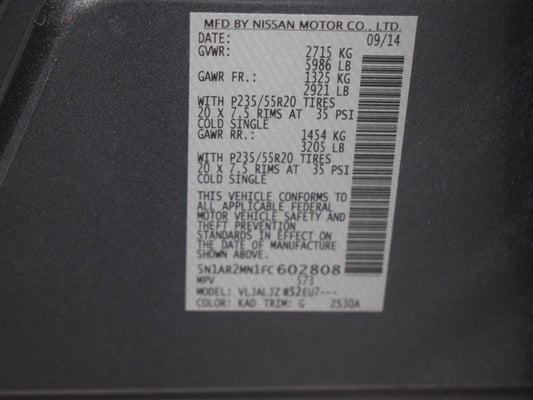 MFD BY NISSAN MOTOR CO., LTD.
DATE: 09/14
GVWR: 2715 KG
5986 LB
GAWR FR.: 1325 KG
2921 LB
WITH P235/55R20 TIRES
20 X 7.5 RIMS AT 35 PSI
COLD SINGLE
GAWR RR.: 1454 KG
3205 LB
WITH P235/55R20 TIRES
20 X 7.5 RIMS AT 35 PSI
COLD SINGLE
THIS VEHICLE CONFORMS TO
ALL APPLICABLE FEDERAL
MOTOR VEHICLE SAFETY AND
THEFT PREVENTION
STANDARDS IN EFFECT ON
THE DATE OF MANUFACTURE
SHOWN ABOVE.
5N1AR2MN1FC602808
MPV 573
MODEL: VLJALJZ R52EU7---
COLOR: KAD TRIM: G 2530A